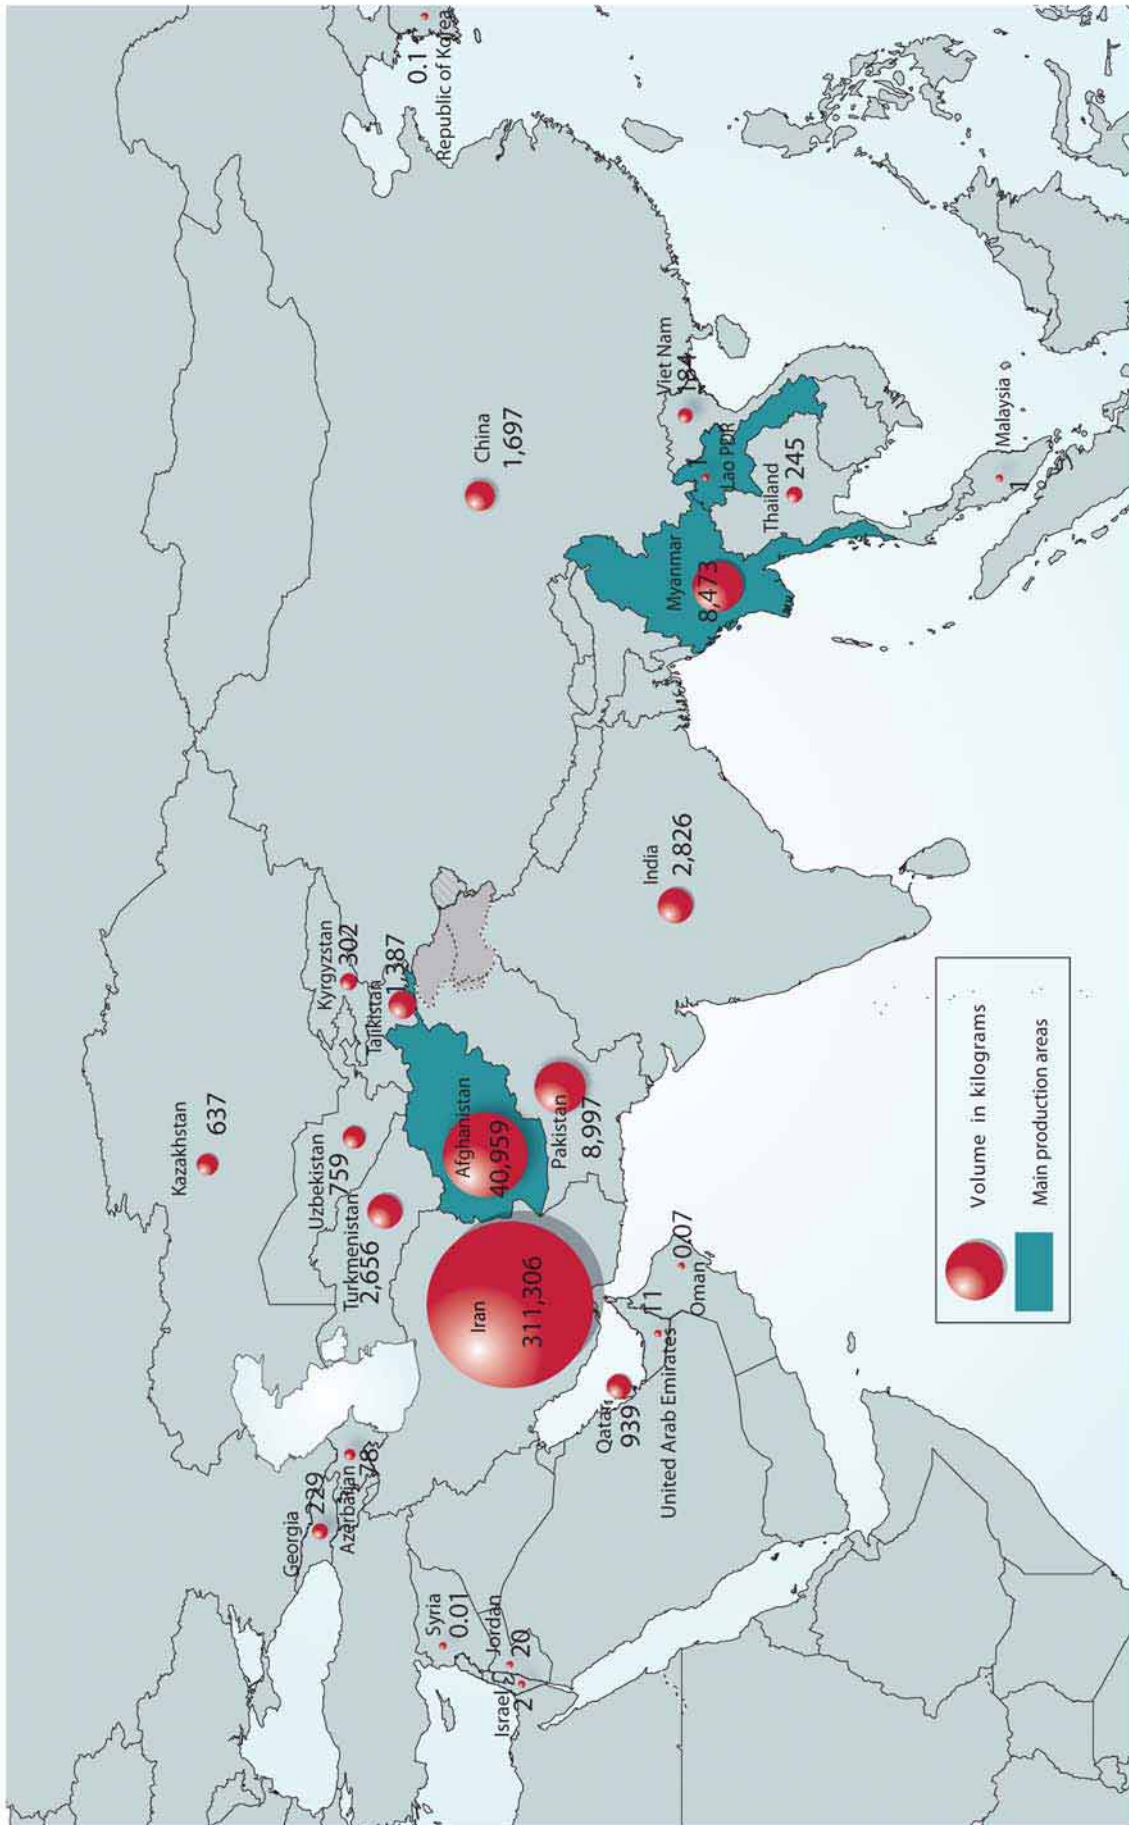 Kazakhstan
637
Georgia
229
Azerbaijan
78
Uzbekistan
759
Turkmenistan
2,656
Kyrgyzstan
302
Tajikistan
1,387
Syria
0.01
Jordan
20
Israel
2
Iran
311,306
Afghanistan
40,959
Pakistan
8,997
Qatar
939
United Arab Emirates
11
Oman
0.07
India
2,826
China
1,697
Republic of Korea
0.1
Myanmar
8,473
Viet Nam
184
1
Lao PDR
Thailand
245
Malaysia
1
Volume in kilograms
Main production areas